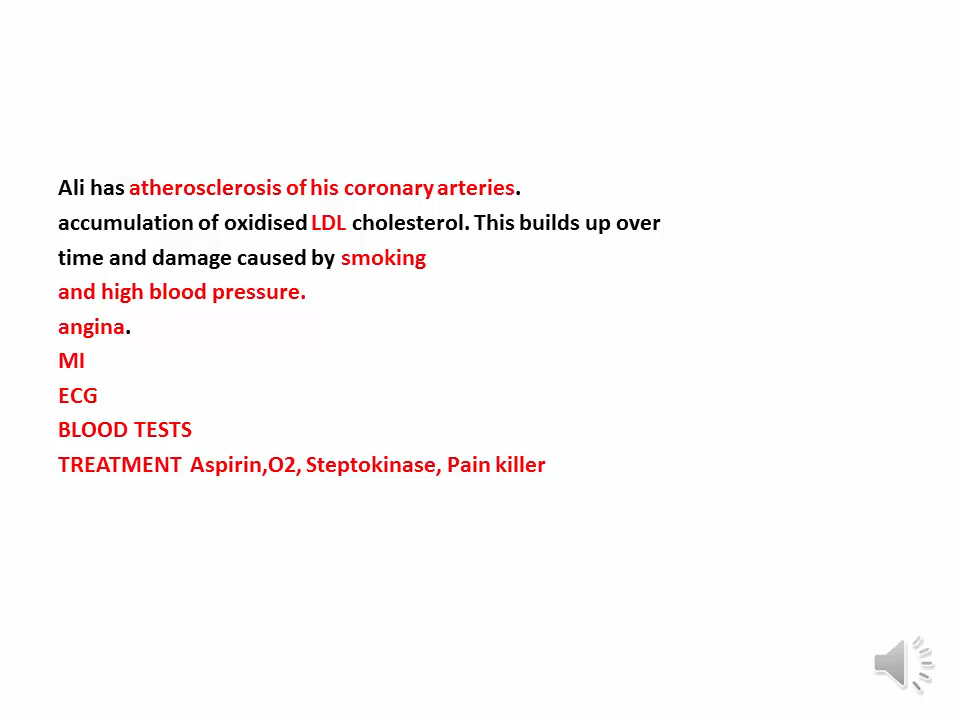 Ali has atherosclerosis of his coronary arteries.
accumulation of oxidised LDL cholesterol. This builds up over
time and damage caused by smoking
and high blood pressure.
angina.
MI
ECG
BLOOD TESTS
TREATMENT Aspirin,O2, Steptokinase, Pain killer